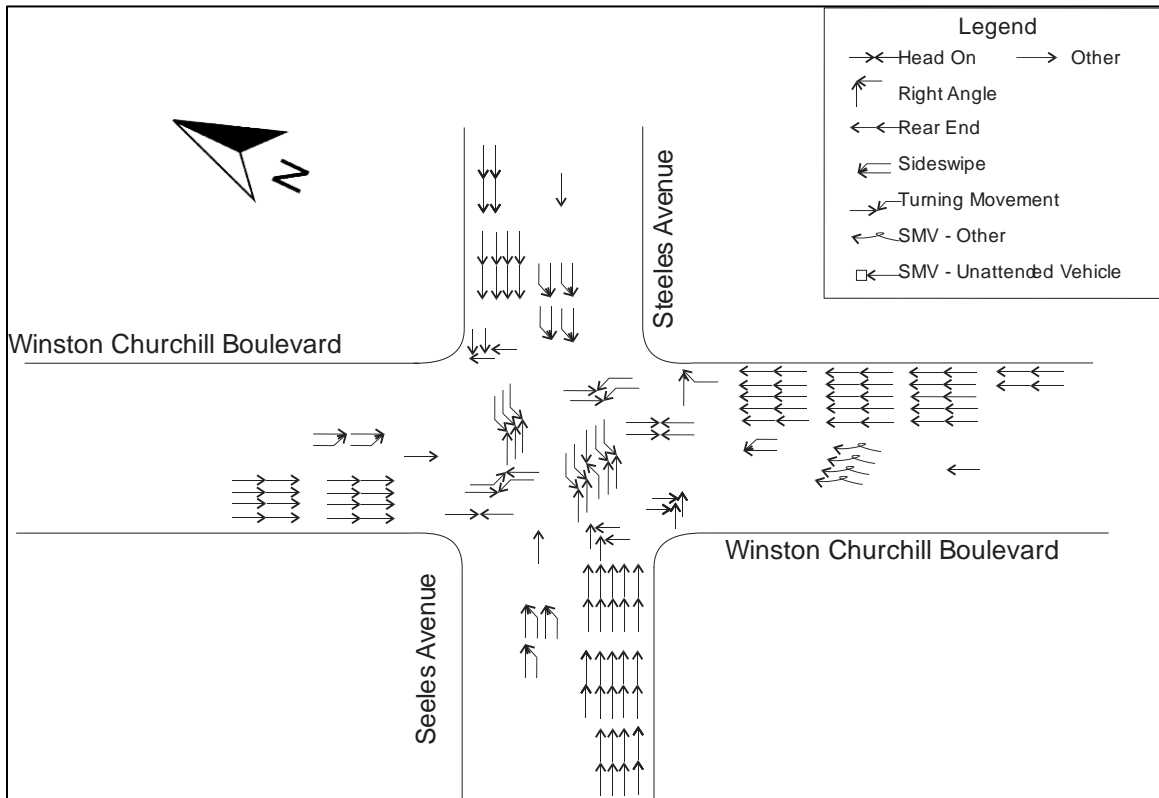 Legend
Head On
Other
Right Angle
Rear End
Sideswipe
Turning Movement
SMV - Other
SMV - Unattended Vehicle
N
Steeles Avenue
Winston Churchill Boulevard
Winston Churchill Boulevard
Seeles Avenue